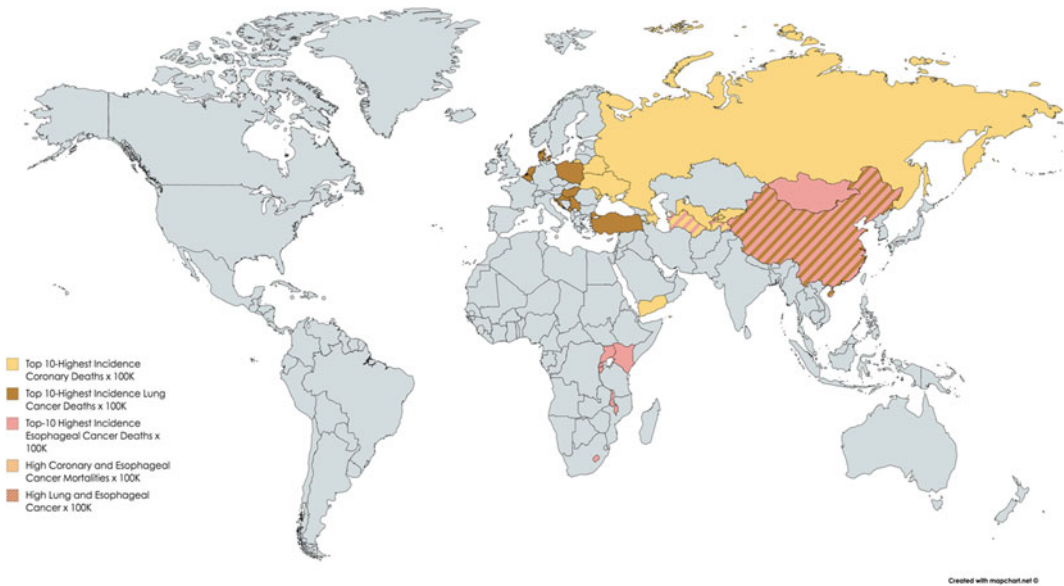 Top 10-Highest Incidence
Coronary Deaths x 100K
Top 10-Highest Incidence Lung
Cancer Deaths x 100K
Top-10 Highest Incidence
Esophageal Cancer Deaths x
100K
High Coronary and Esophageal
Cancer Mortalities x 100K
High Lung and Esophageal
Cancer x 100K
Created with mapchart.net ©